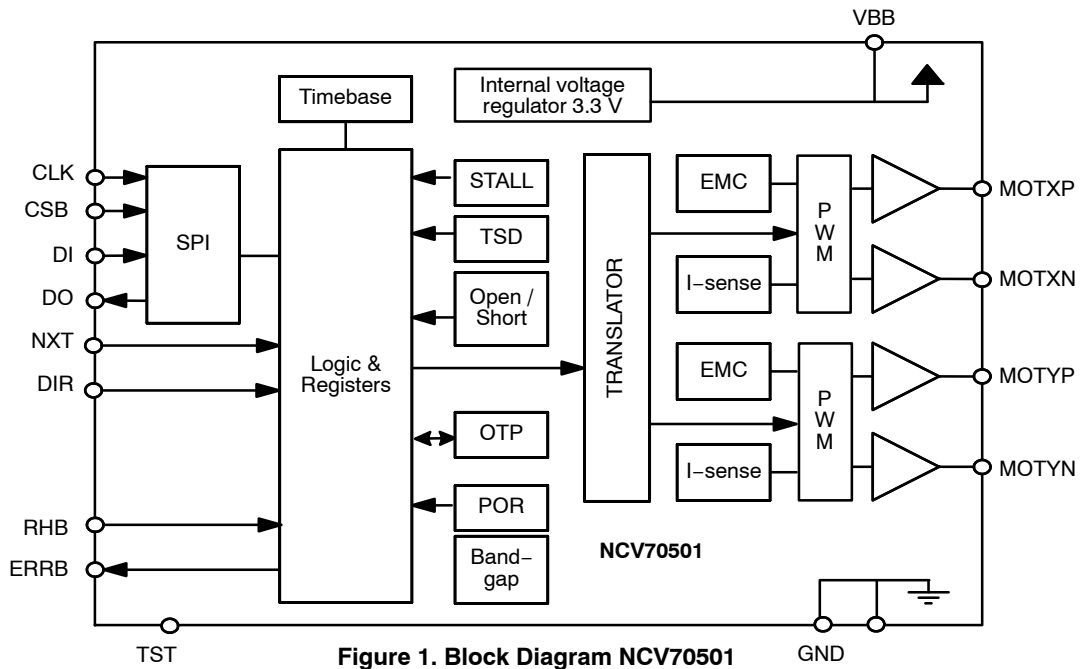 VBB
Timebase
Internal voltage
regulator 3.3 V
CLK
CSB
DI
DO
NXT
DIR
RHB
ERRB
SPI
Logic &
Registers
STALL
TSD
Open /
Short
OTP
POR
Band–
gap
TRANSLATOR
EMC
I–sense
P
W
M
EMC
I–sense
P
W
M
MOTXP
MOTXN
MOTYP
MOTYN
NCV70501
TST
GND
Figure 1. Block Diagram NCV70501